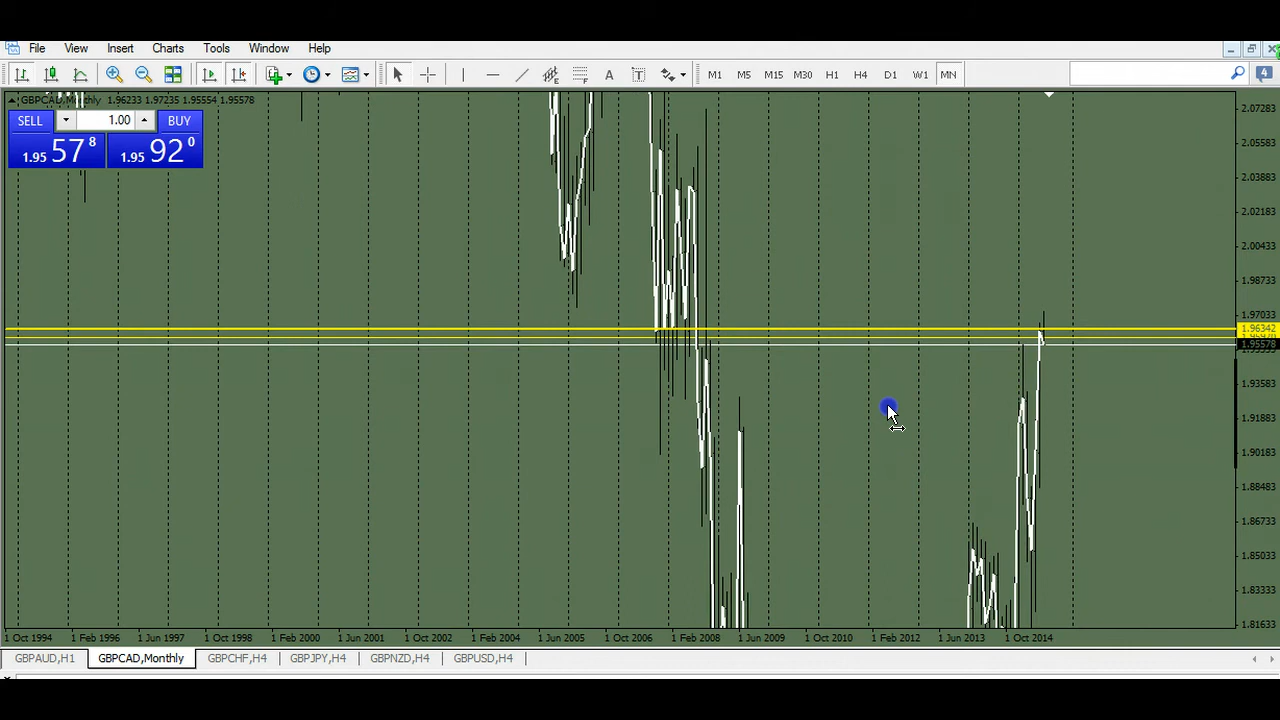 File View Insert Charts Tools Window Help
M1 M5 M15 M30 H1 H4 D1 W1 MN
4
GBPCAD,Monthly 1.96233 1.97235 1.95554 1.95578
SELL 1.00 BUY
1.95 57 8 1.95 92 0
2.07283
2.05583
2.03883
2.02183
2.00433
1.98733
1.97033
1.96342
1.95578
1.93583
1.91883
1.90183
1.88483
1.86733
1.85033
1.83333
1.81633
1 Oct 1994 1 Feb 1996 1 Jun 1997 1 Oct 1998 1 Feb 2000 1 Jun 2001 1 Oct 2002 1 Feb 2004 1 Jun 2005 1 Oct 2006 1 Feb 2008 1 Jun 2009 1 Oct 2010 1 Feb 2012 1 Jun 2013 1 Oct 2014
GBPAUD,H1 GBPCAD,Monthly GBPCHF,H4 GBPJPY,H4 GBPNZD,H4 GBPUSD,H4